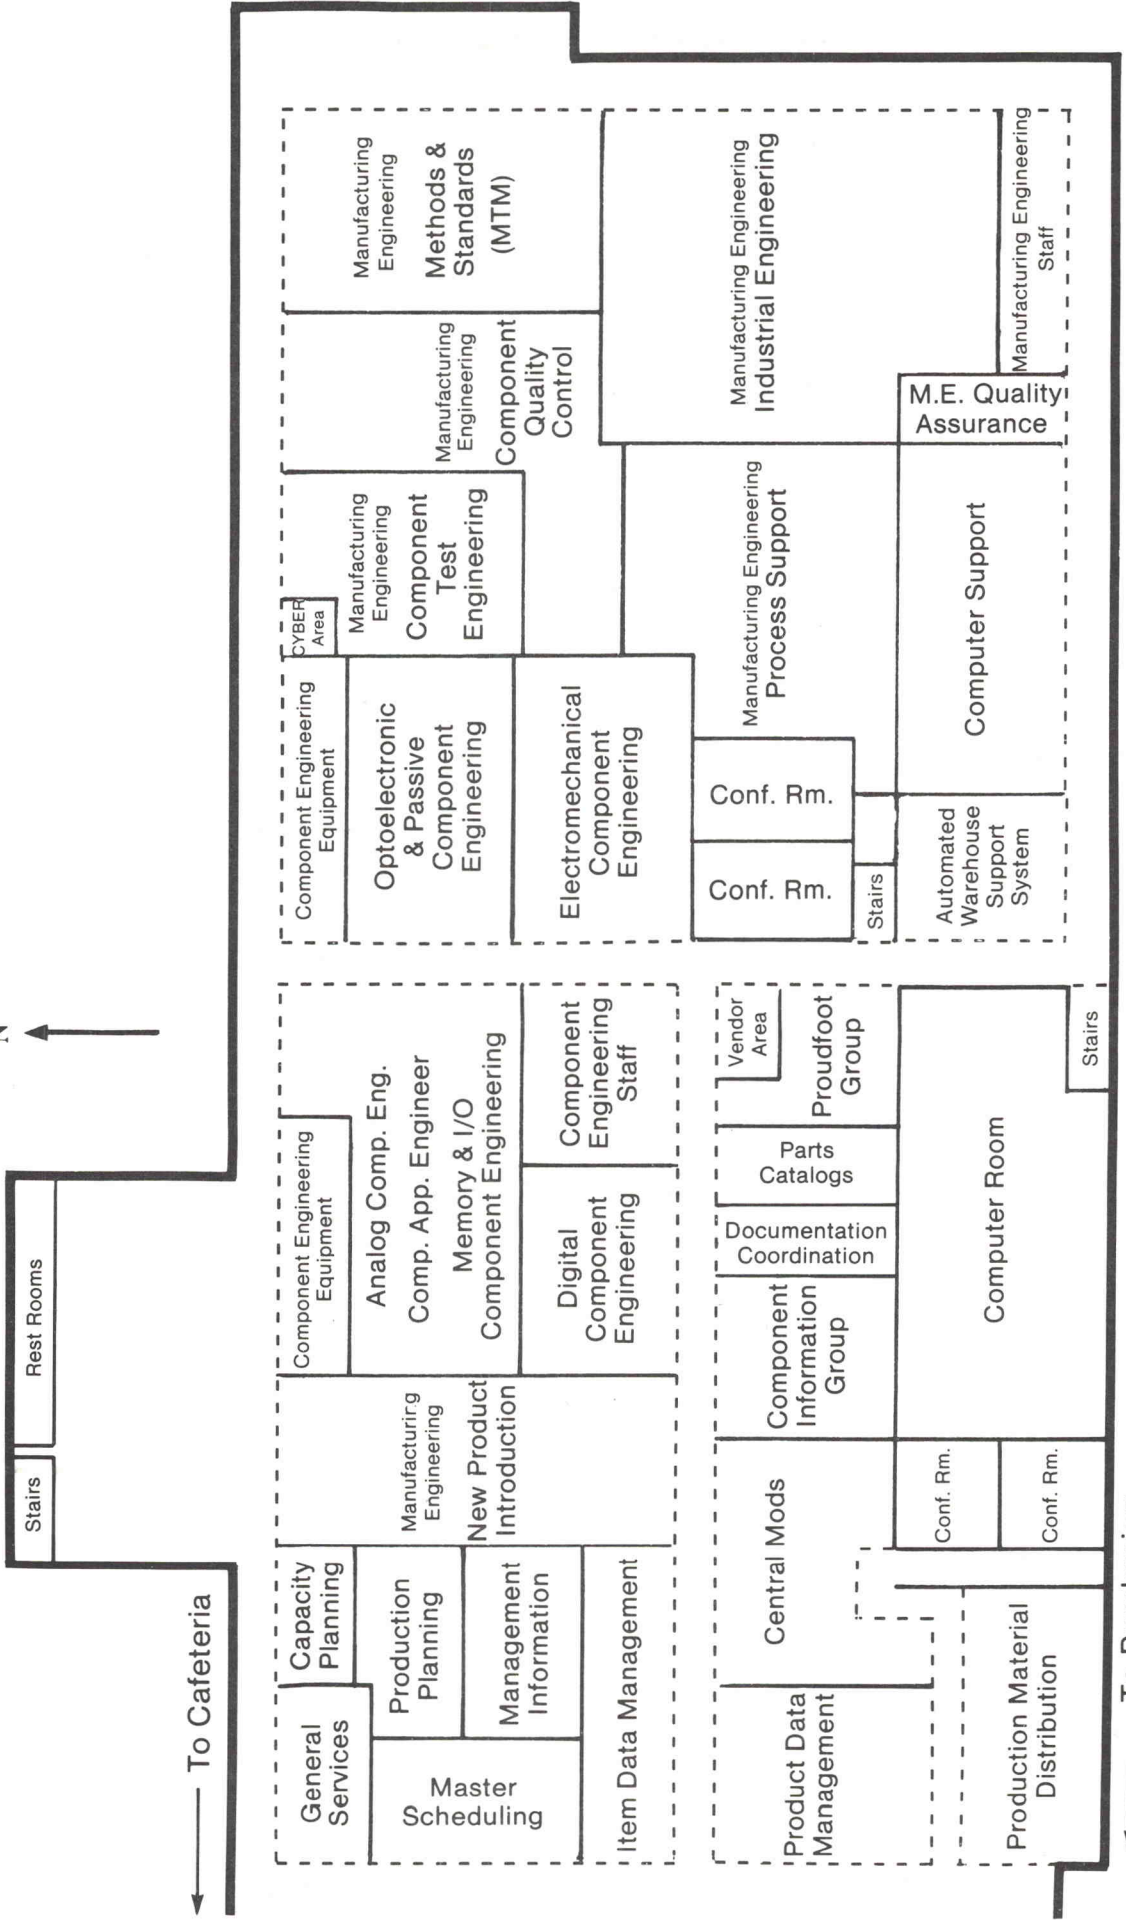 N
Rest Rooms
Stairs
To Cafeteria
Manufacturing
Engineering
Methods &
Standards
(MTM)
Manufacturing
Engineering
Component
Quality
Control
CYBER
Area
Manufacturing
Engineering
Component
Test
Engineering
Component Engineering
Equipment
Optoelectronic
& Passive
Component
Engineering
Electromechanical
Component
Engineering
Manufacturing Engineering
Industrial Engineering
Manufacturing Engineering
Staff
M.E. Quality
Assurance
Manufacturing Engineering
Process Support
Computer Support
Conf. Rm.
Conf. Rm.
Stairs
Automated
Warehouse
Support
System
Component Engineering
Equipment
Analog Comp. Eng.
Comp. App. Engineer
Memory & I/O
Component Engineering
Component
Engineering
Staff
Digital
Component
Engineering
Manufacturing
Engineering
New Product
Introduction
Capacity
Planning
Production
Planning
Management
Information
General
Services
Master
Scheduling
Item Data Management
Vendor
Area
Proudfoot
Group
Parts
Catalogs
Documentation
Coordination
Component
Information
Group
Computer Room
Stairs
Central Mods
Conf. Rm.
Conf. Rm.
Product Data
Management
Production Material
Distribution